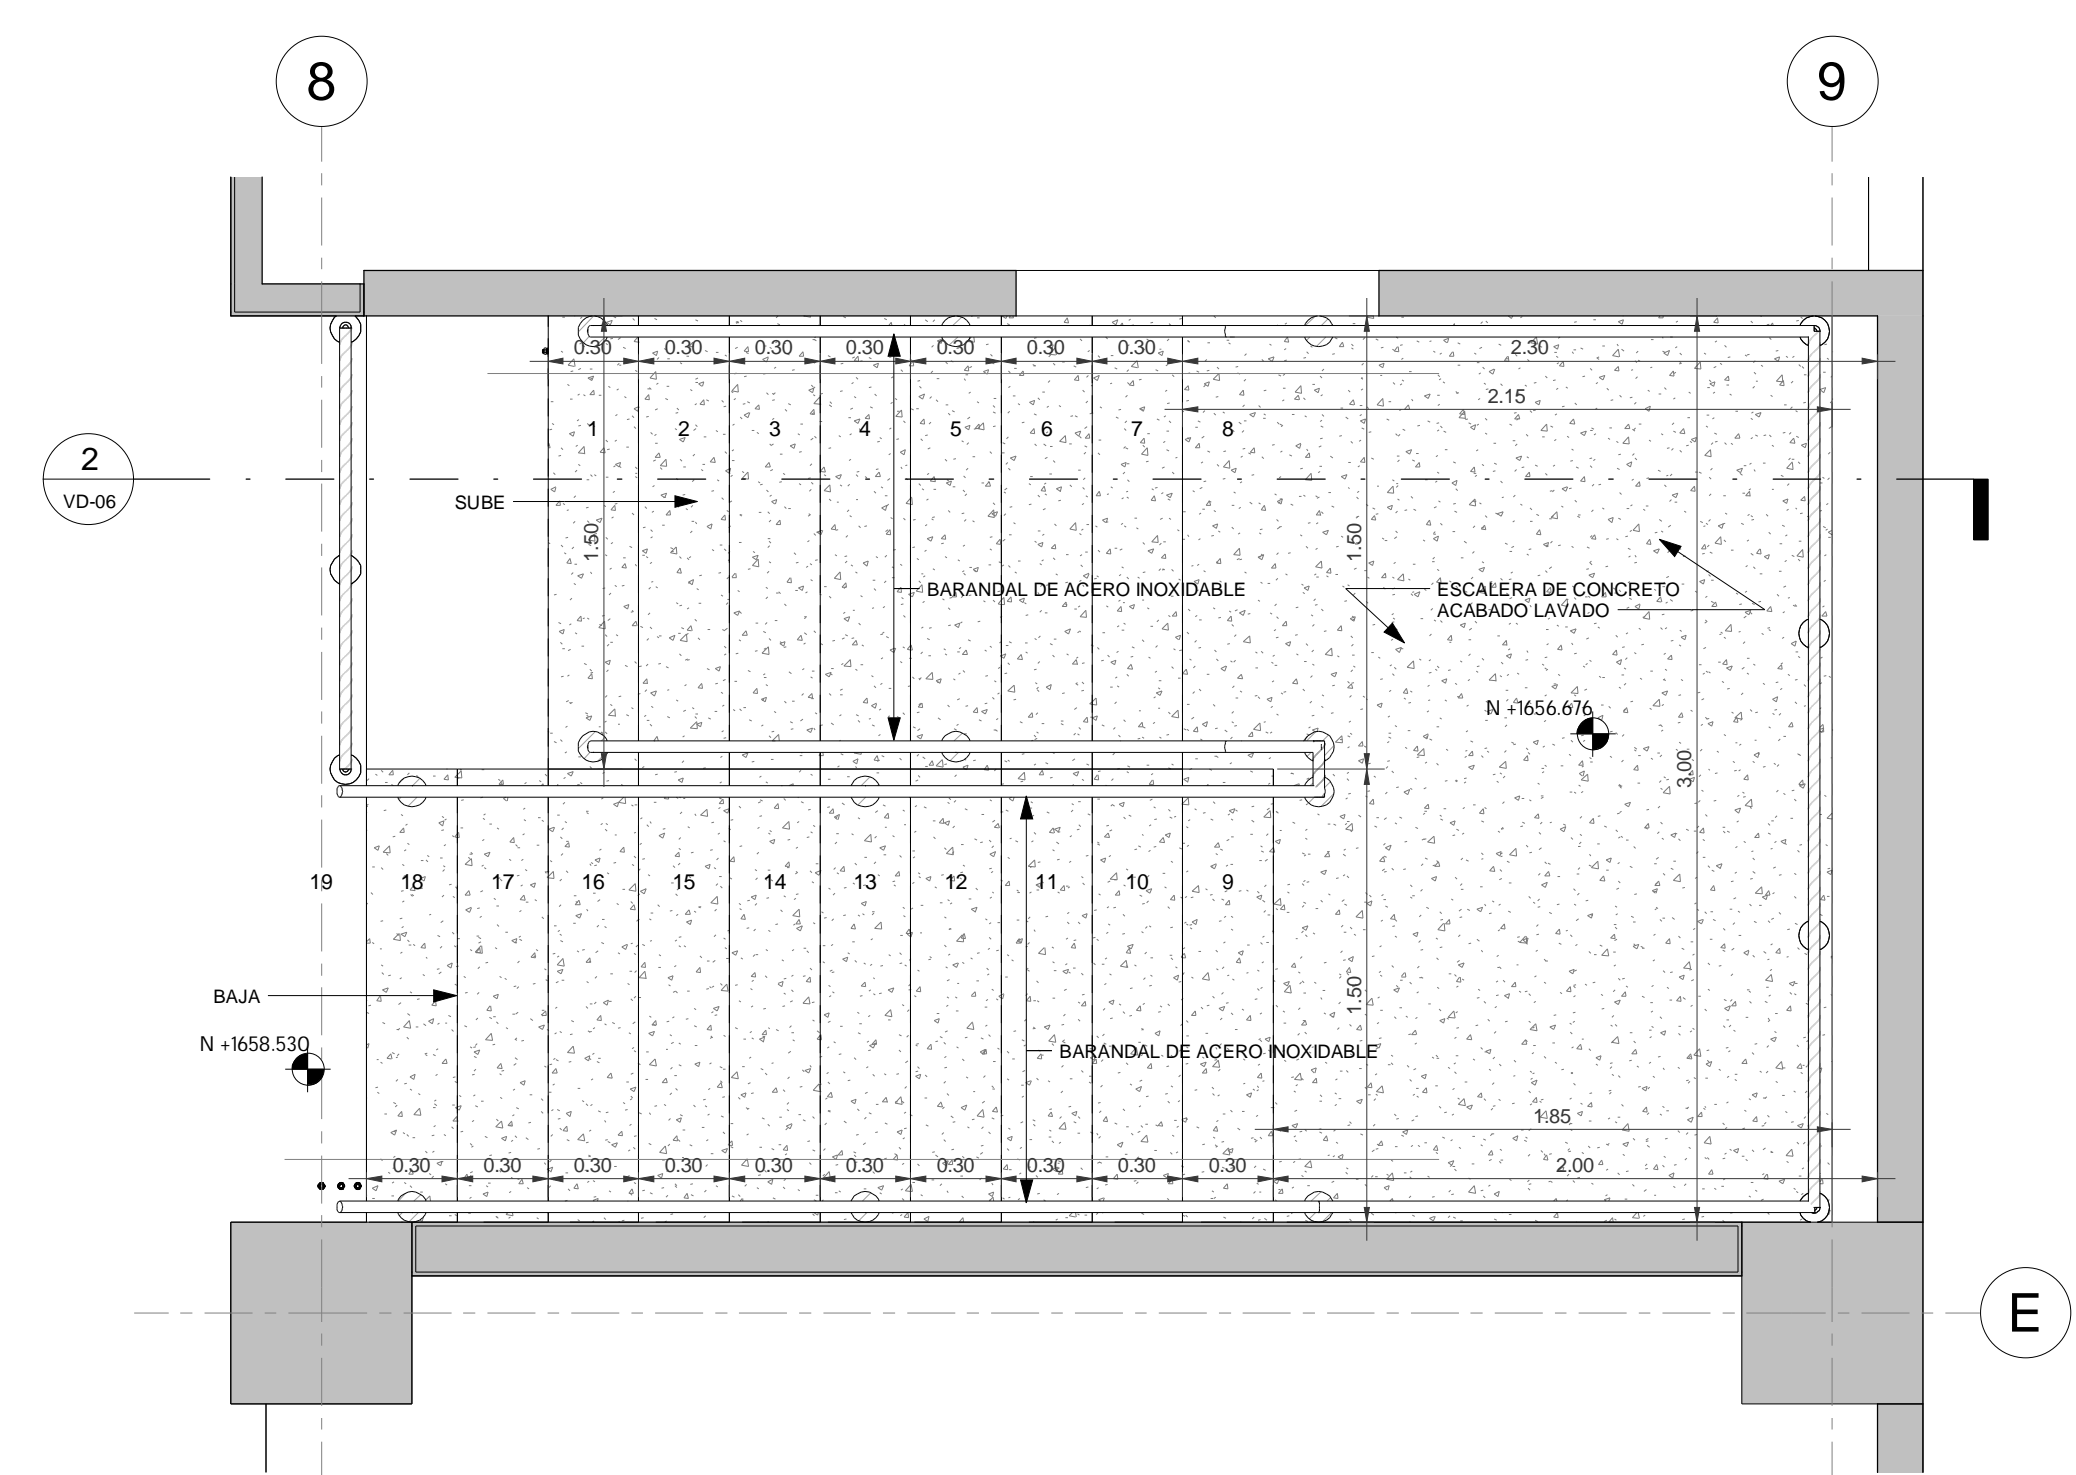 8
9
0.30 0.30 0.30 0.30 0.30 0.30 0.30 2.30
2.15
1 2 3 4 5 6 7 8
2
VD-06
SUBE
1.50
1.50
BARANDAL DE ACERO INOXIDABLE
ESCALERA DE CONCRETO
ACABADO LAVADO
N +1656.676
3.00
19 18 17 16 15 14 13 12 11 10 9
BAJA
1.50
N +1658.530
BARANDAL DE ACERO INOXIDABLE
1.85
0.30 0.30 0.30 0.30 0.30 0.30 0.30 0.30 0.30 0.30 2.00
E